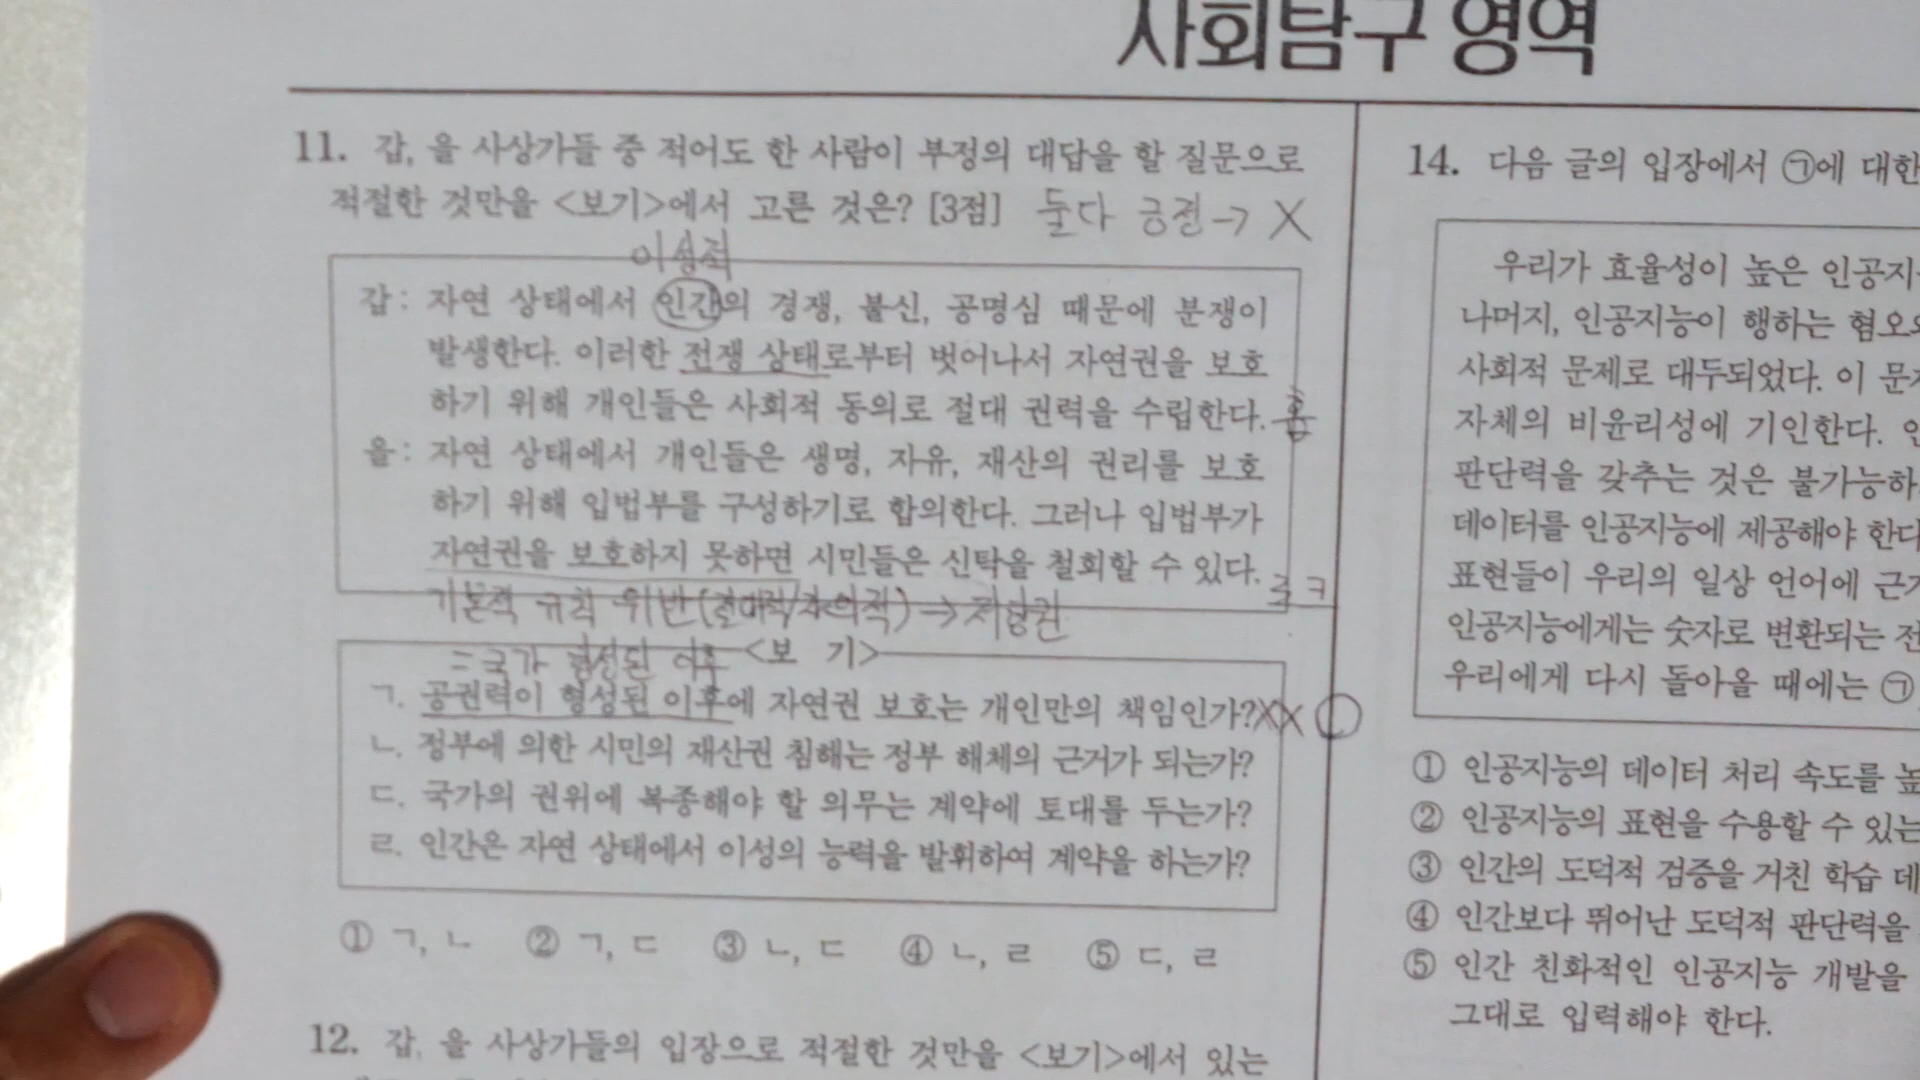 사회탐구 영역
11. 갑, 을 사상가들 중 적어도 한 사람이 부정의 대답을 할 질문으로
적절한 것만을 <보기>에서 고른 것은? [3점] 둘다 긍정→ X
이성적
갑: 자연 상태에서 인간의 경쟁, 불신, 공명심 때문에 분쟁이
발생한다. 이러한 전쟁 상태로부터 벗어나서 자연권을 보호
하기 위해 개인들은 사회적 동의로 절대 권력을 수립한다. 홉
을: 자연 상태에서 개인들은 생명, 자유, 재산의 권리를 보호
하기 위해 입법부를 구성하기로 합의한다. 그러나 입법부가
자연권을 보호하지 못하면 시민들은 신탁을 철회할 수 있다. 로크
기본적 규칙 위반(절대적/자의적) → 저항권
= 국가 형성된 이후 <보 기>
ㄱ. 공권력이 형성된 이후에 자연권 보호는 개인만의 책임인가? XX ○
ㄴ. 정부에 의한 시민의 재산권 침해는 정부 해체의 근거가 되는가?
ㄷ. 국가의 권위에 복종해야 할 의무는 계약에 토대를 두는가?
ㄹ. 인간은 자연 상태에서 이성의 능력을 발휘하여 계약을 하는가?
① ㄱ, ㄴ ② ㄱ, ㄷ ③ ㄴ, ㄷ ④ ㄴ, ㄹ ⑤ ㄷ, ㄹ
12. 갑, 을 사상가들의 입장으로 적절한 것만을 <보기>에서 있는
14. 다음 글의 입장에서 ㉠에 대한
우리가 효율성이 높은 인공지
나머지, 인공지능이 행하는 혐오
사회적 문제로 대두되었다. 이 문
자체의 비윤리성에 기인한다.
판단력을 갖추는 것은 불가능하
데이터를 인공지능에 제공해야 한다
표현들이 우리의 일상 언어에 근
인공지능에게는 숫자로 변환되는
우리에게 다시 돌아올 때에는 ㉠
① 인공지능의 데이터 처리 속도를 높
② 인공지능의 표현을 수용할 수 있는
③ 인간의 도덕적 검증을 거친 학습 데
④ 인간보다 뛰어난 도덕적 판단력을
⑤ 인간 친화적인 인공지능 개발을
그대로 입력해야 한다.